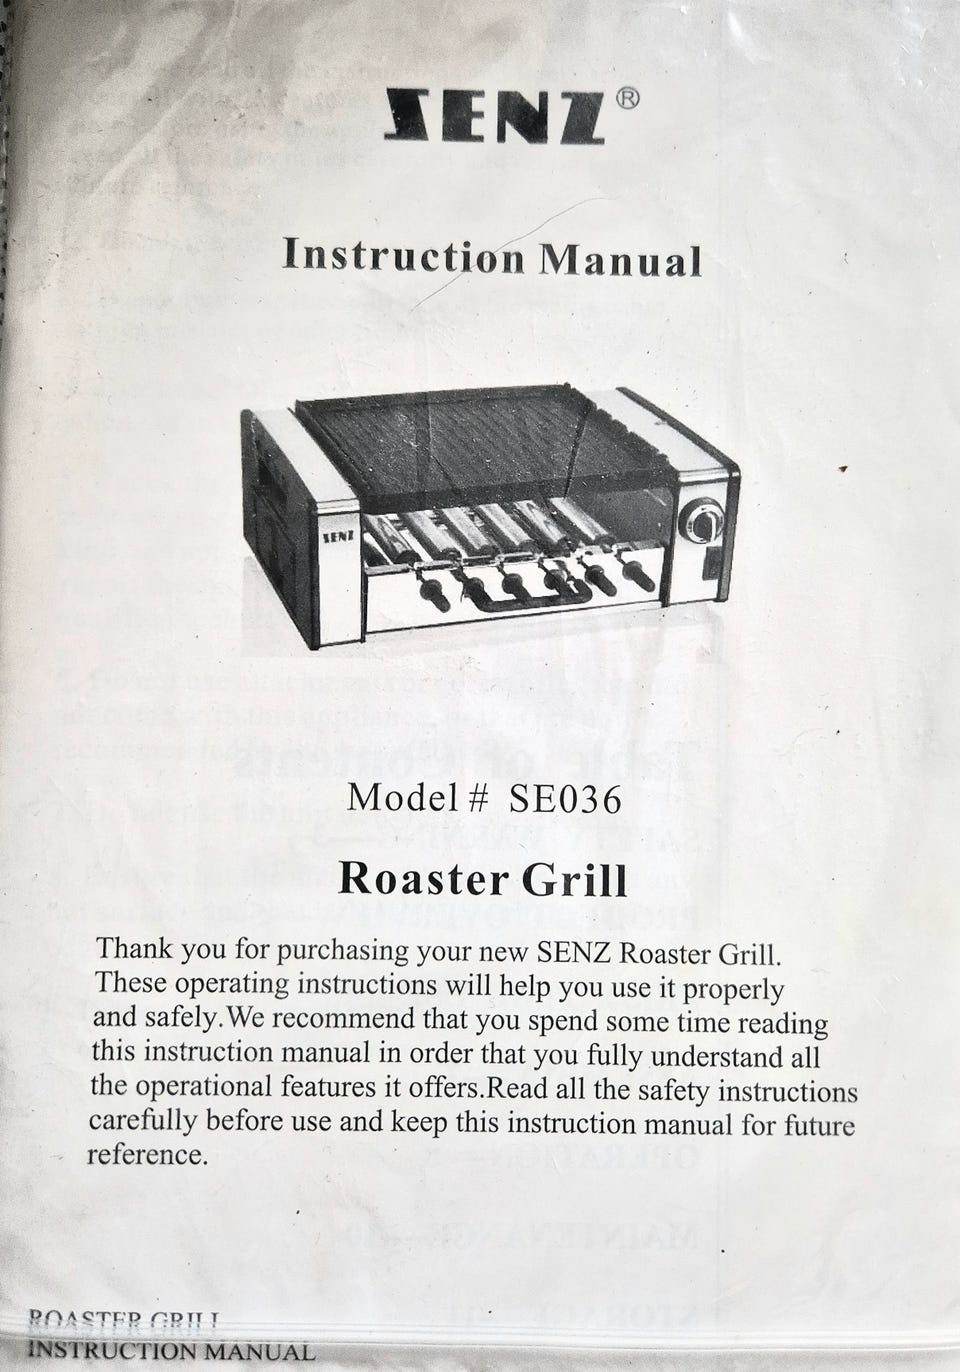 SENZ®
Instruction Manual
SENZ
Model # SE036
Roaster Grill
Thank you for purchasing your new SENZ Roaster Grill.
These operating instructions will help you use it properly
and safely.We recommend that you spend some time reading
this instruction manual in order that you fully understand all
the operational features it offers.Read all the safety instructions
carefully before use and keep this instruction manual for future
reference.
ROASTER GRILL
INSTRUCTION MANUAL